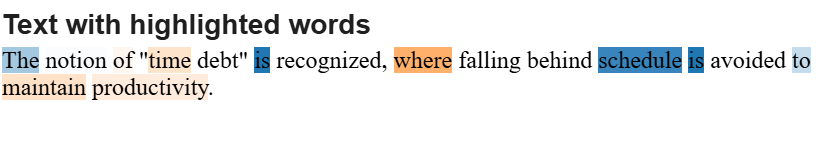 Text with highlighted words
The notion of "time debt" is recognized, where falling behind schedule is avoided to
maintain productivity.